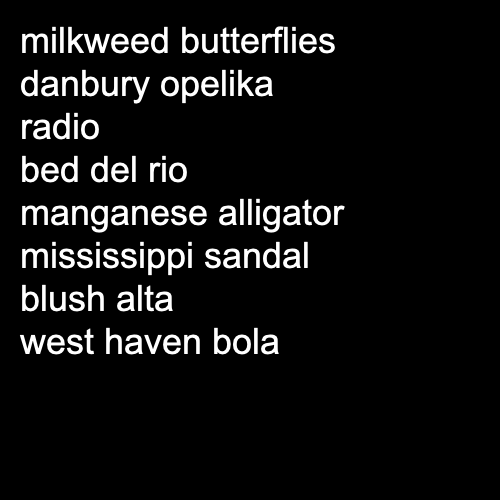 milkweed butterflies
danbury opelika
radio
bed del rio
manganese alligator
mississippi sandal
blush alta
west haven bola